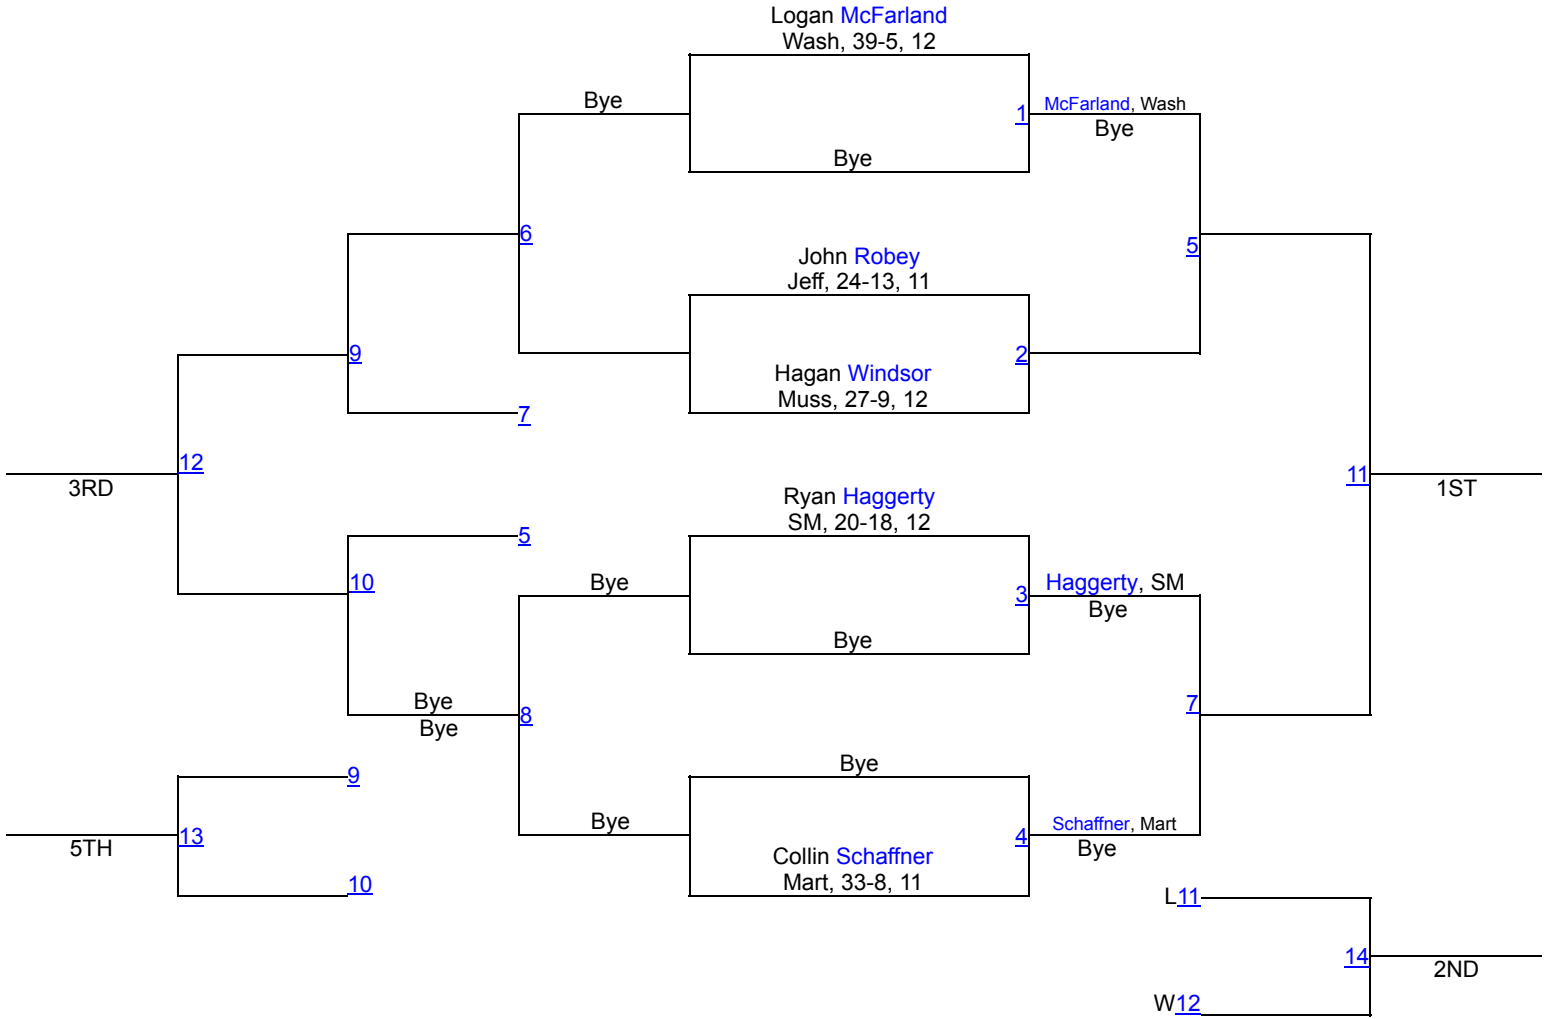 Logan McFarland
Wash, 39-5, 12
Bye
1
McFarland, Wash
Bye
Bye
6
5
John Robey
Jeff, 24-13, 11
9
2
Hagan Windsor
Muss, 27-9, 12
7
12
3RD
11
1ST
Ryan Haggerty
SM, 20-18, 12
5
10
Bye
3
Haggerty, SM
Bye
Bye
Bye
Bye
8
7
Bye
9
13
5TH
Bye
4
Schaffner, Mart
Bye
Collin Schaffner
Mart, 33-8, 11
10
L11
14
2ND
W12